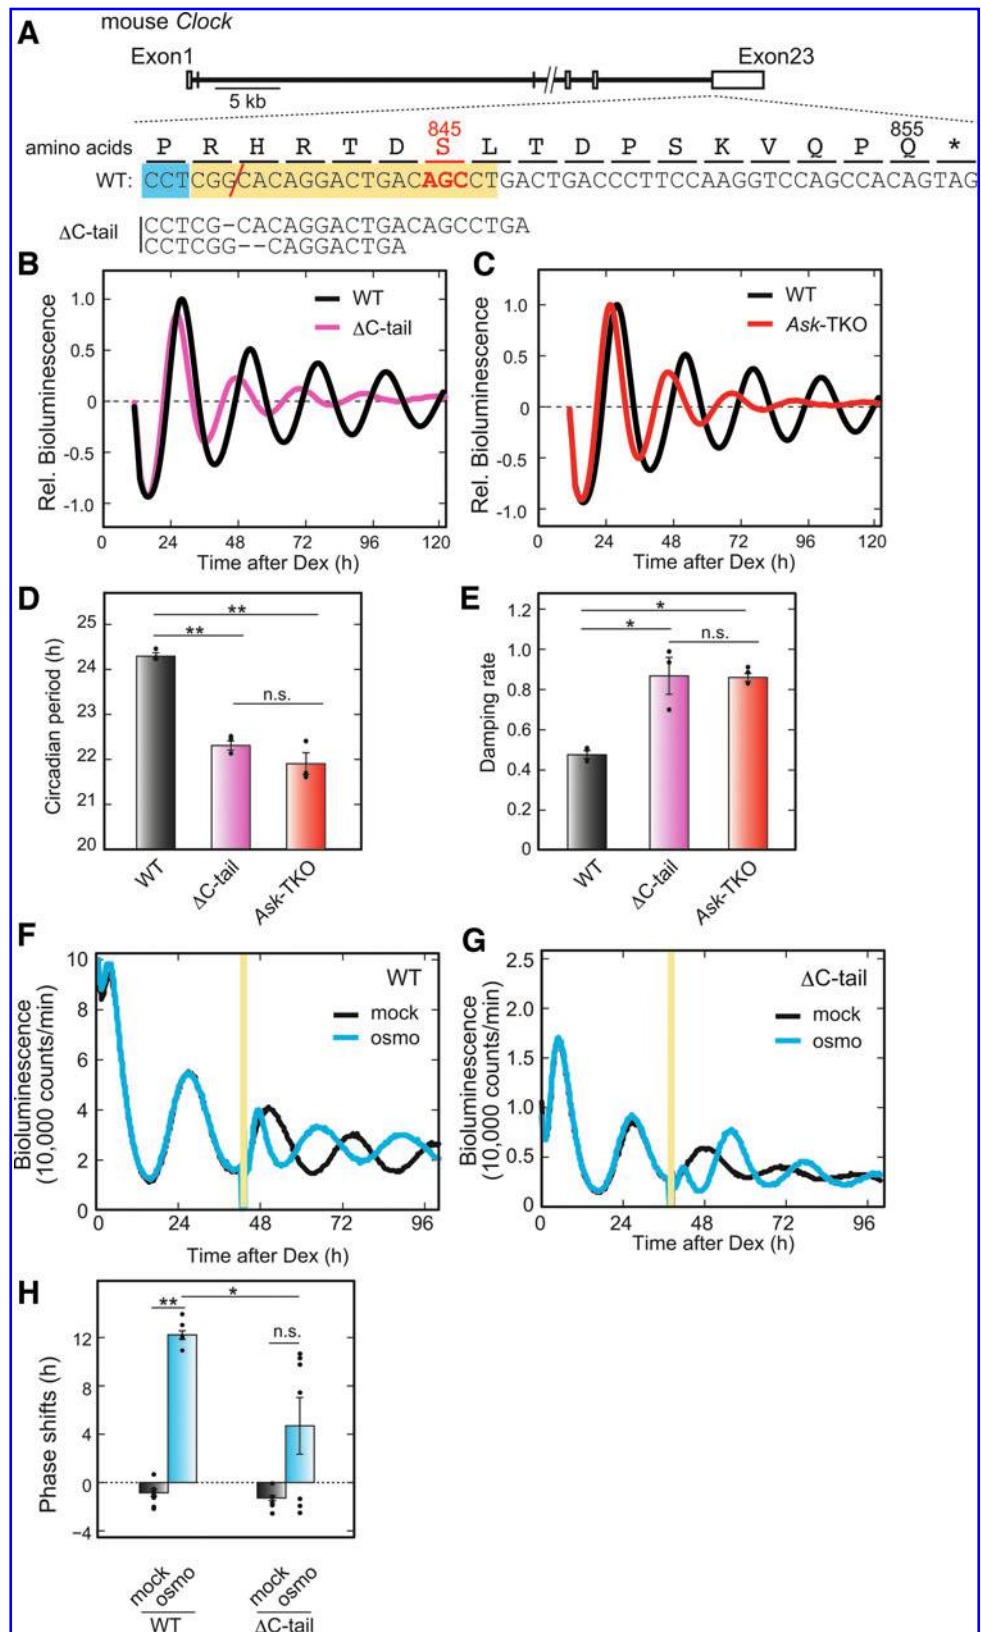 A
mouse Clock
Exon1
Exon23
5 kb
845
855
amino acids P R H R T D S L T D P S K V Q P Q *
WT: CCTCGGCACAGGACTGACAGCCTGACTGACCCTTCCAAGGTCCAGCCACAGTAG
ΔC-tail
CCTCG-CACAGGACTGACAGCCTGA
CCTCGG--CAGGACTGA
B
Rel. Bioluminescence
1.0
0.5
0
-0.5
-1.0
WT
ΔC-tail
0 24 48 72 96 120
Time after Dex (h)
C
Rel. Bioluminescence
1.0
0.5
0
-0.5
-1.0
WT
Ask-TKO
0 24 48 72 96 120
Time after Dex (h)
D
Circadian period (h)
25
24
23
22
21
20
**
**
n.s.
WT
ΔC-tail
Ask-TKO
E
Damping rate
1.2
1.0
0.8
0.6
0.4
0.2
0
*
*
n.s.
WT
ΔC-tail
Ask-TKO
F
Bioluminescence
(10,000 counts/min)
10
8
6
4
2
0
WT
mock
osmo
0 24 48 72 96
Time after Dex (h)
G
Bioluminescence
(10,000 counts/min)
2.5
2.0
1.5
1.0
0.5
0
ΔC-tail
mock
osmo
0 24 48 72 96
Time after Dex (h)
H
Phase shifts (h)
12
8
4
0
−4
**
*
n.s.
mock
osmo
WT
mock
osmo
ΔC-tail